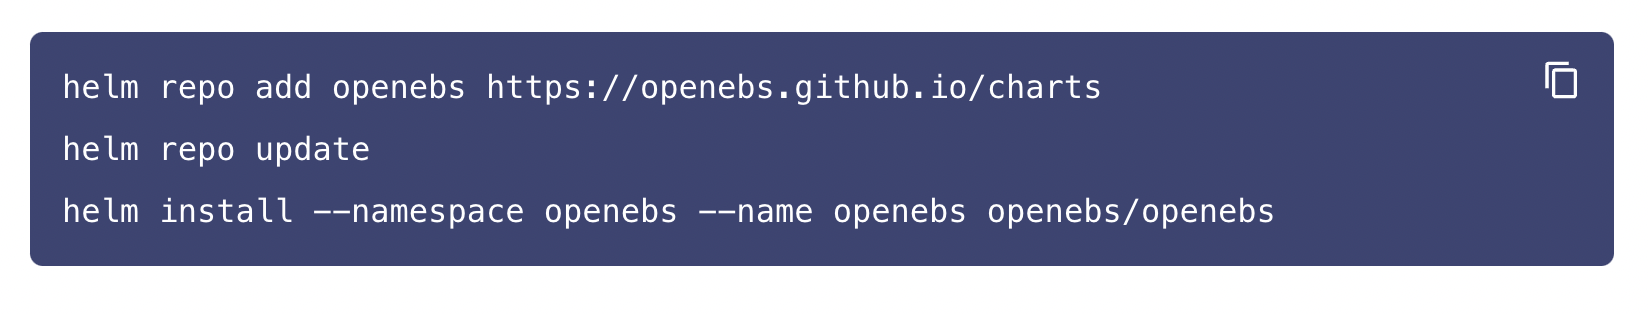 helm repo add openebs https://openebs.github.io/charts
helm repo update
helm install --namespace openebs --name openebs openebs/openebs